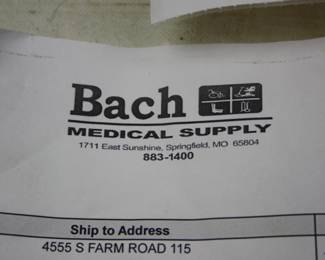 Bach
MEDICAL SUPPLY
1711 East Sunshine, Springfield, MO 65804
883-1400
Ship to Address
4555 S FARM ROAD 115